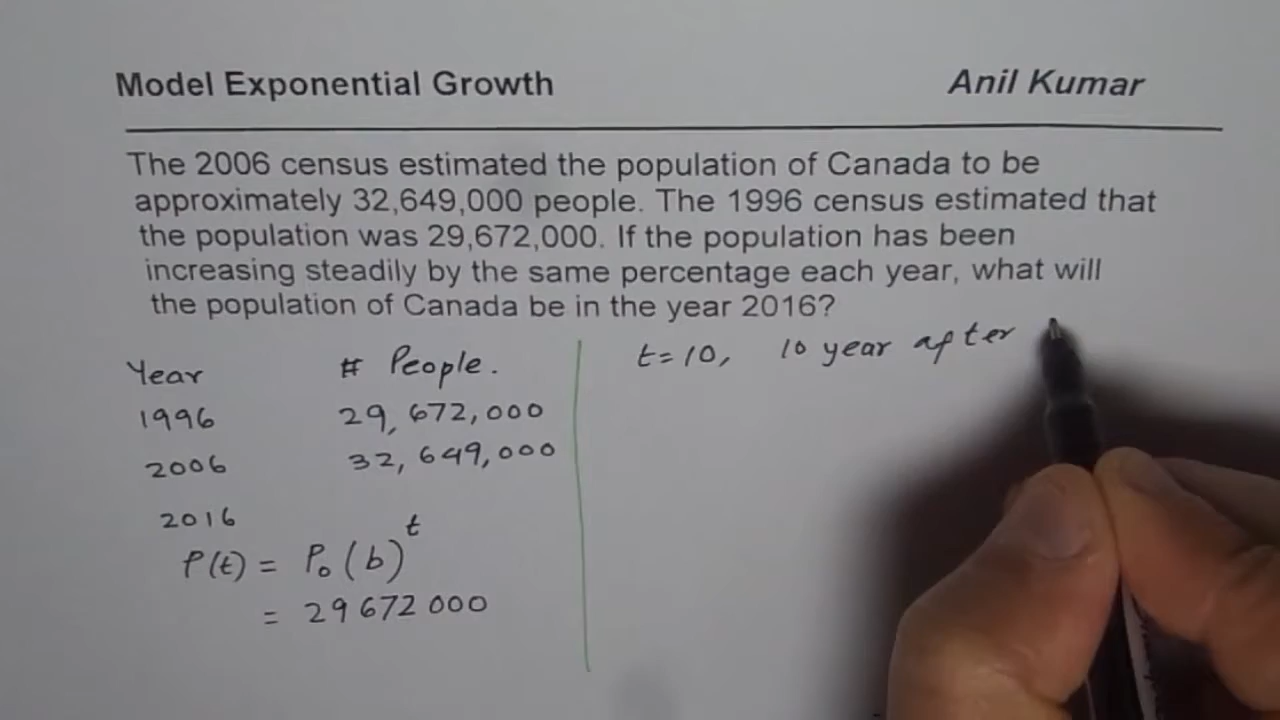 Model Exponential Growth Anil Kumar
The 2006 census estimated the population of Canada to be
approximately 32,649,000 people. The 1996 census estimated that
the population was 29,672,000. If the population has been
increasing steadily by the same percentage each year, what will
the population of Canada be in the year 2016?
Year # People.
1996 29,672,000
2006 32,649,000
2016
P(t) = P₀(b)ᵗ
= 29672000
t=10, 10 year after